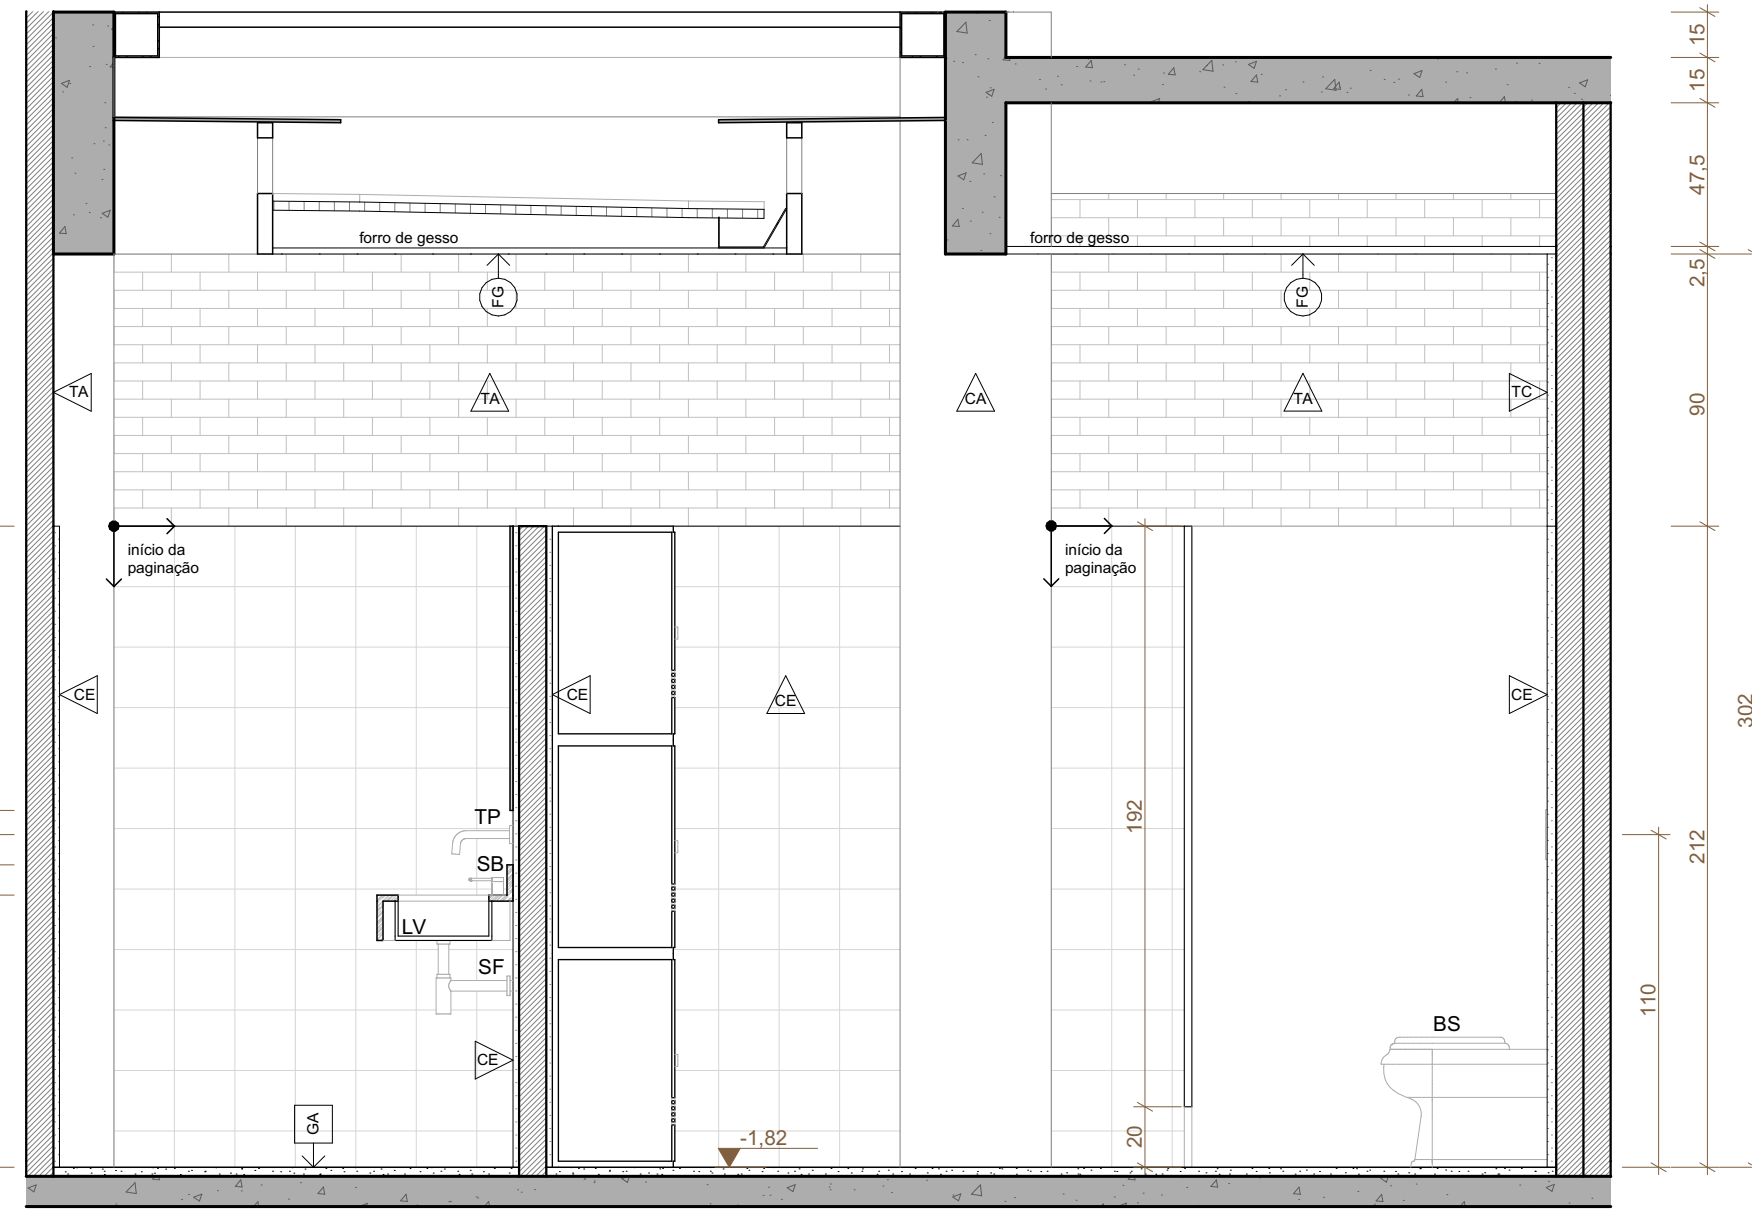 15
15
47,5
forro de gesso
forro de gesso
2,5
FG
FG
TA
TA
CA
TA
TC
90
início da
paginação
início da
paginação
CE
CE
CE
CE
302
TP
192
212
SB
LV
SF
110
BS
CE
GA
-1,82
20